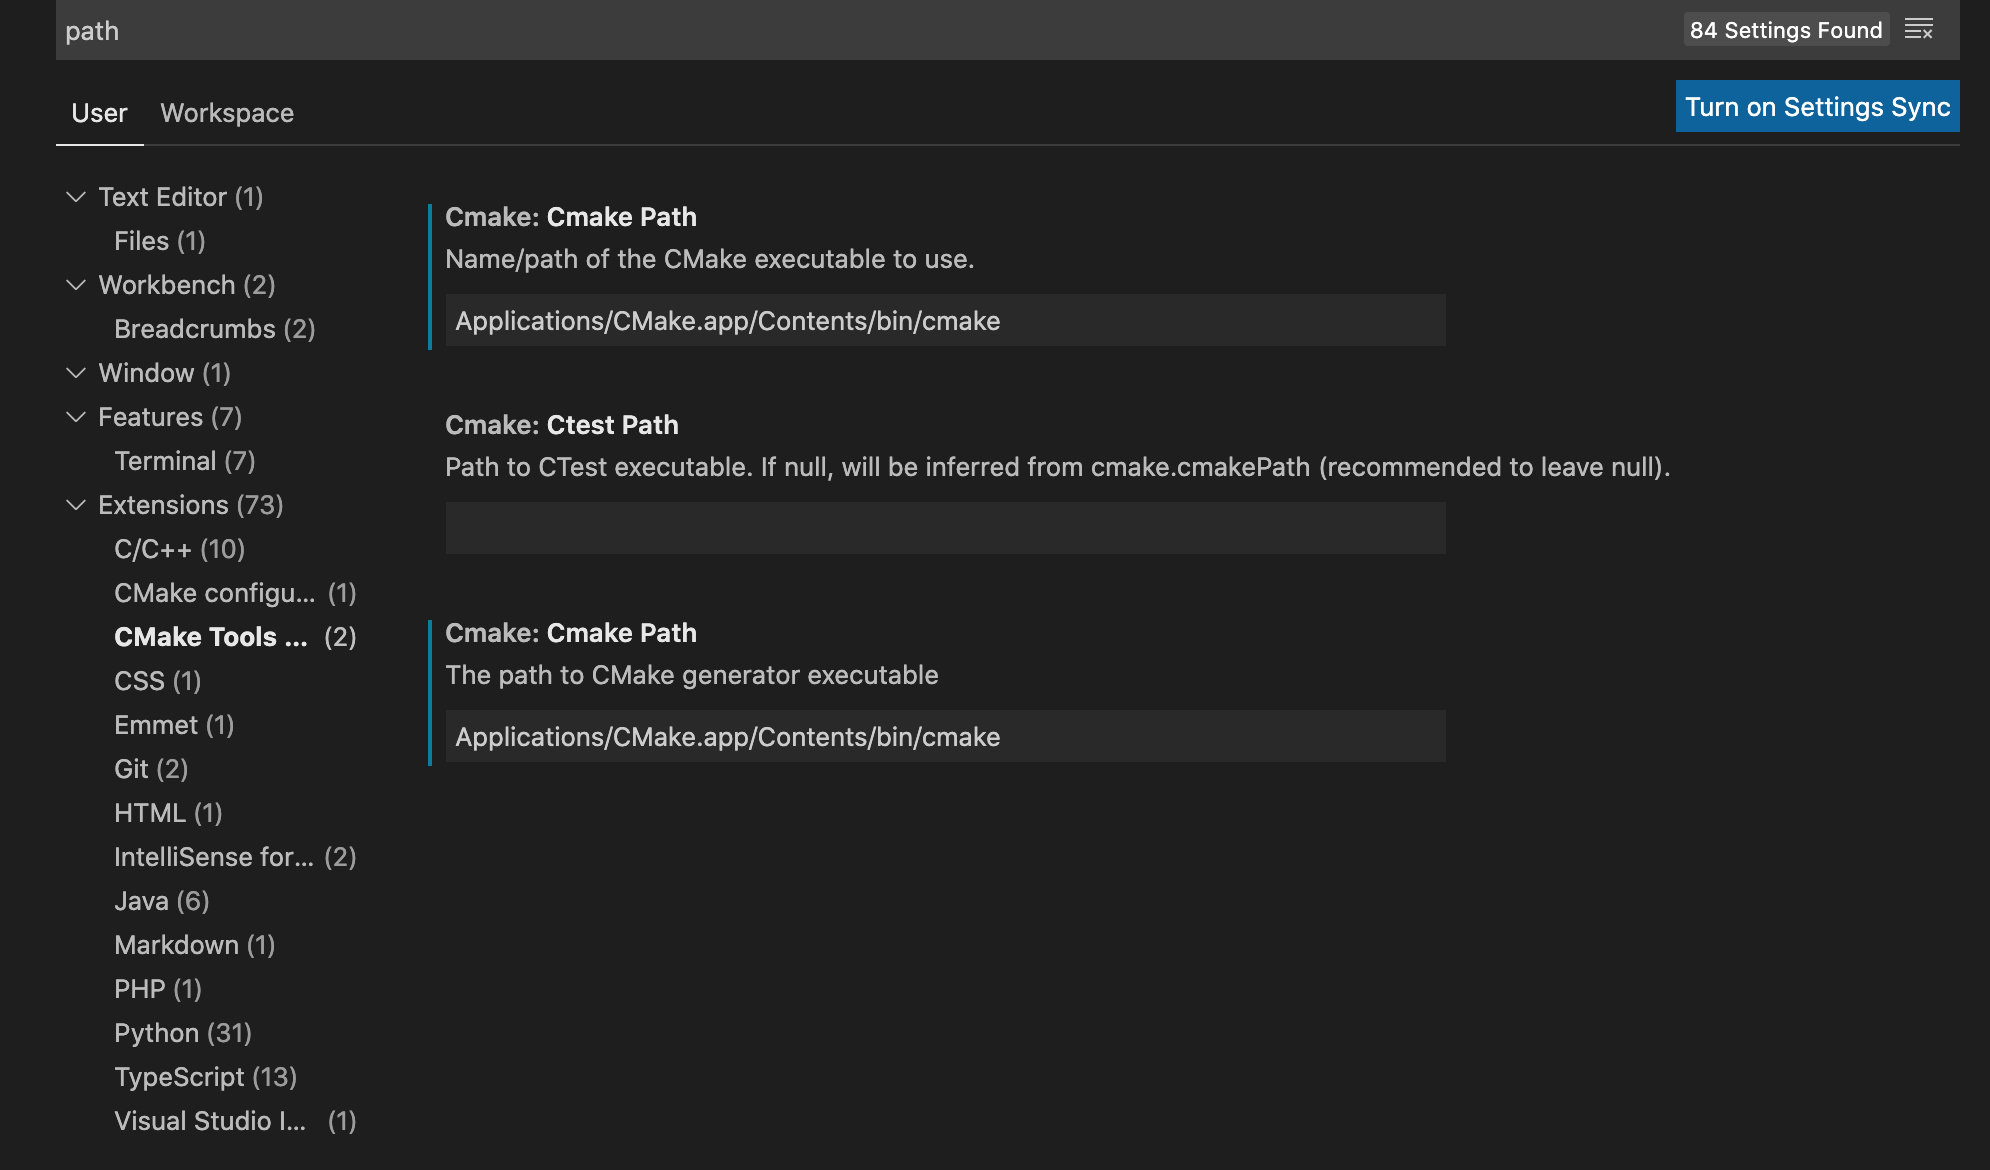 path
84 Settings Found
User Workspace
Turn on Settings Sync
Text Editor (1)
Files (1)
Workbench (2)
Breadcrumbs (2)
Window (1)
Features (7)
Terminal (7)
Extensions (73)
C/C++ (10)
CMake configu... (1)
CMake Tools ... (2)
CSS (1)
Emmet (1)
Git (2)
HTML (1)
IntelliSense for... (2)
Java (6)
Markdown (1)
PHP (1)
Python (31)
TypeScript (13)
Visual Studio I... (1)
Cmake: Cmake Path
Name/path of the CMake executable to use.
Applications/CMake.app/Contents/bin/cmake
Cmake: Ctest Path
Path to CTest executable. If null, will be inferred from cmake.cmakePath (recommended to leave null).
Cmake: Cmake Path
The path to CMake generator executable
Applications/CMake.app/Contents/bin/cmake